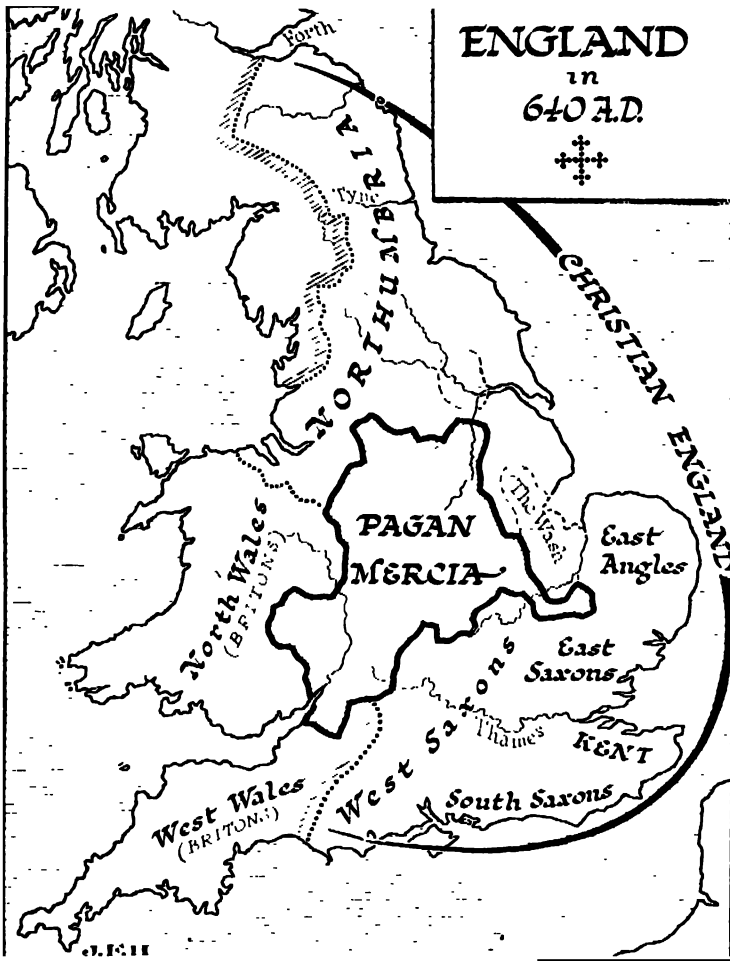 ENGLAND
in
640 A.D.
Forth
Tyne
NORTHUMBRIA
CHRISTIAN ENGLAND
The Wash
PAGAN
MERCIA
East
Angles
North Wales
(BRITONS)
East
Saxons
West Saxons
Thames
KENT
South Saxons
West Wales
(BRITONS)
J.F.H